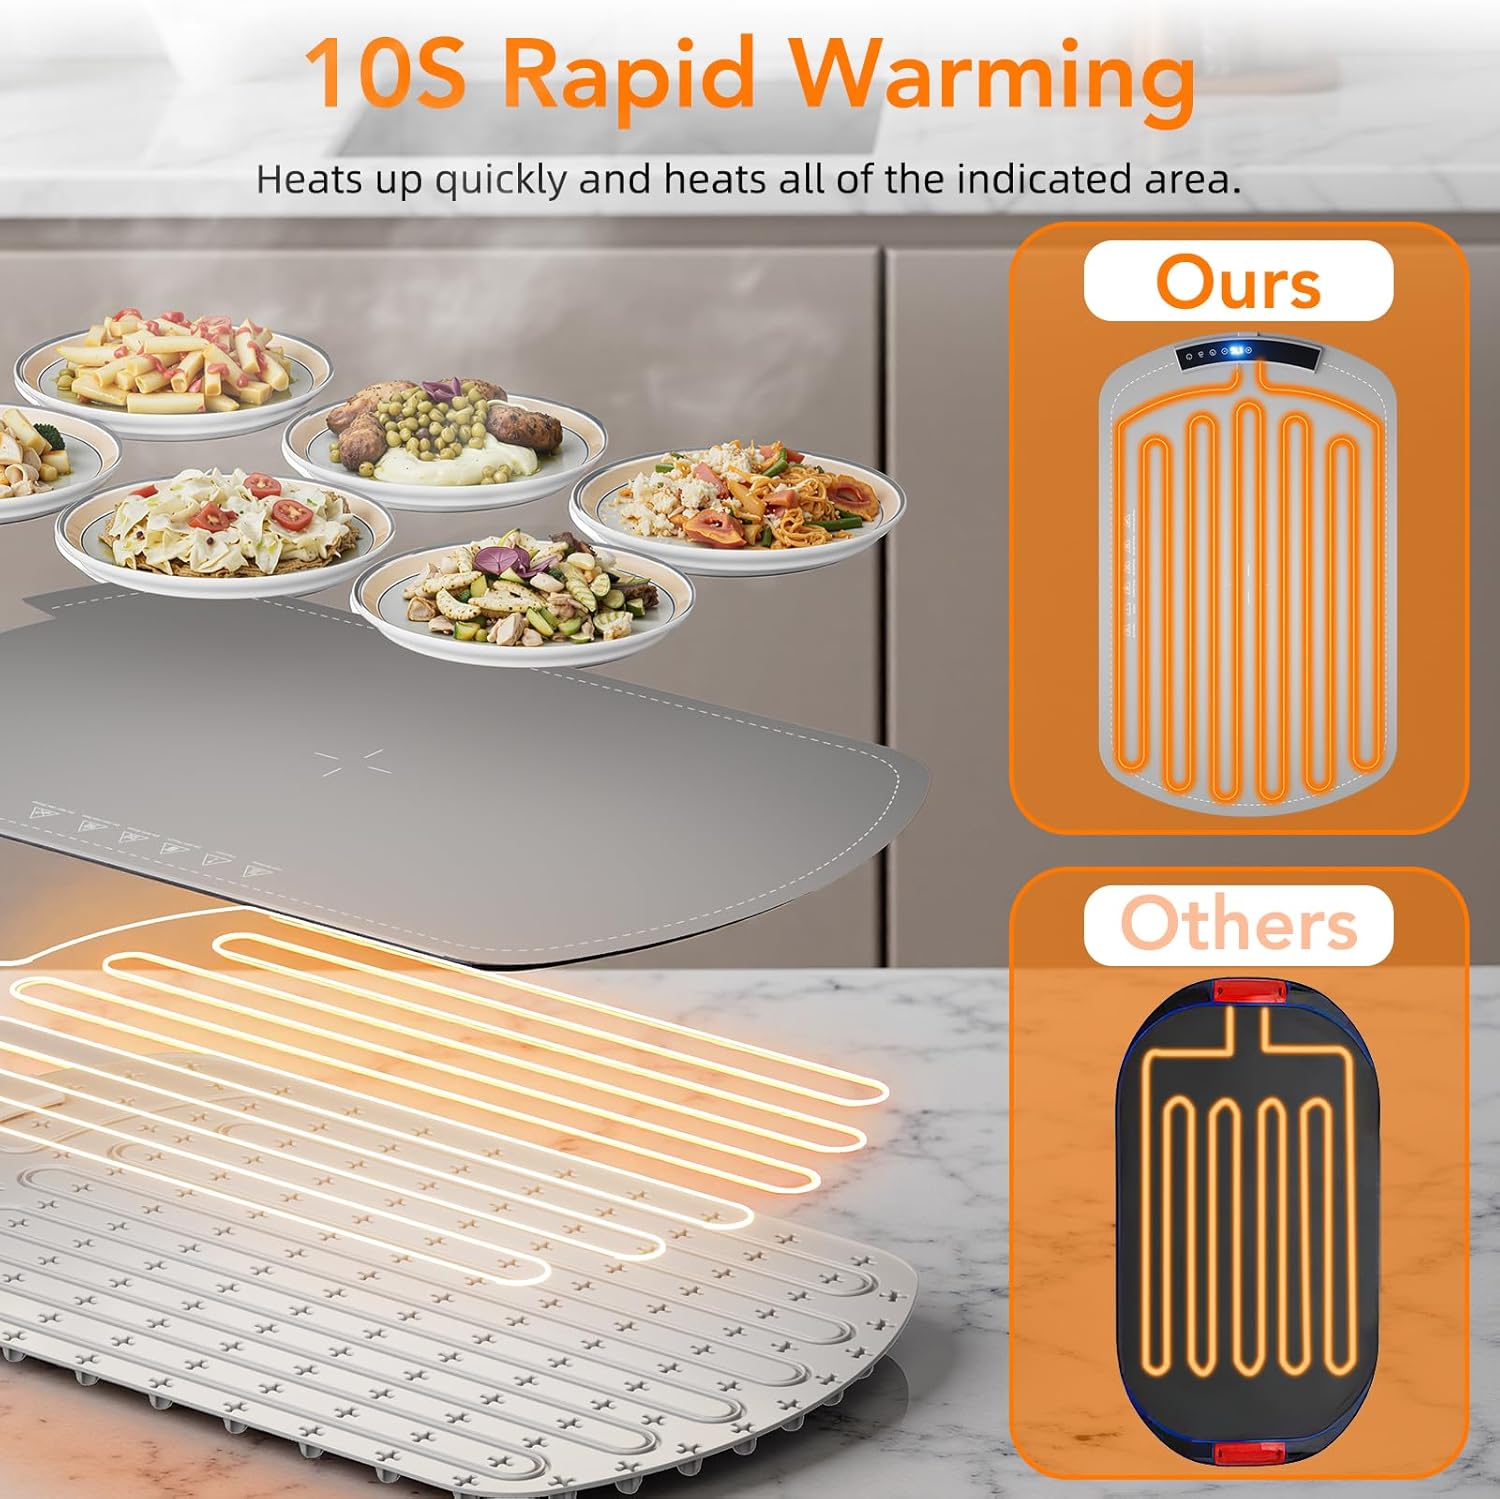 10S Rapid Warming
Heats up quickly and heats all of the indicated area.
Ours
Others